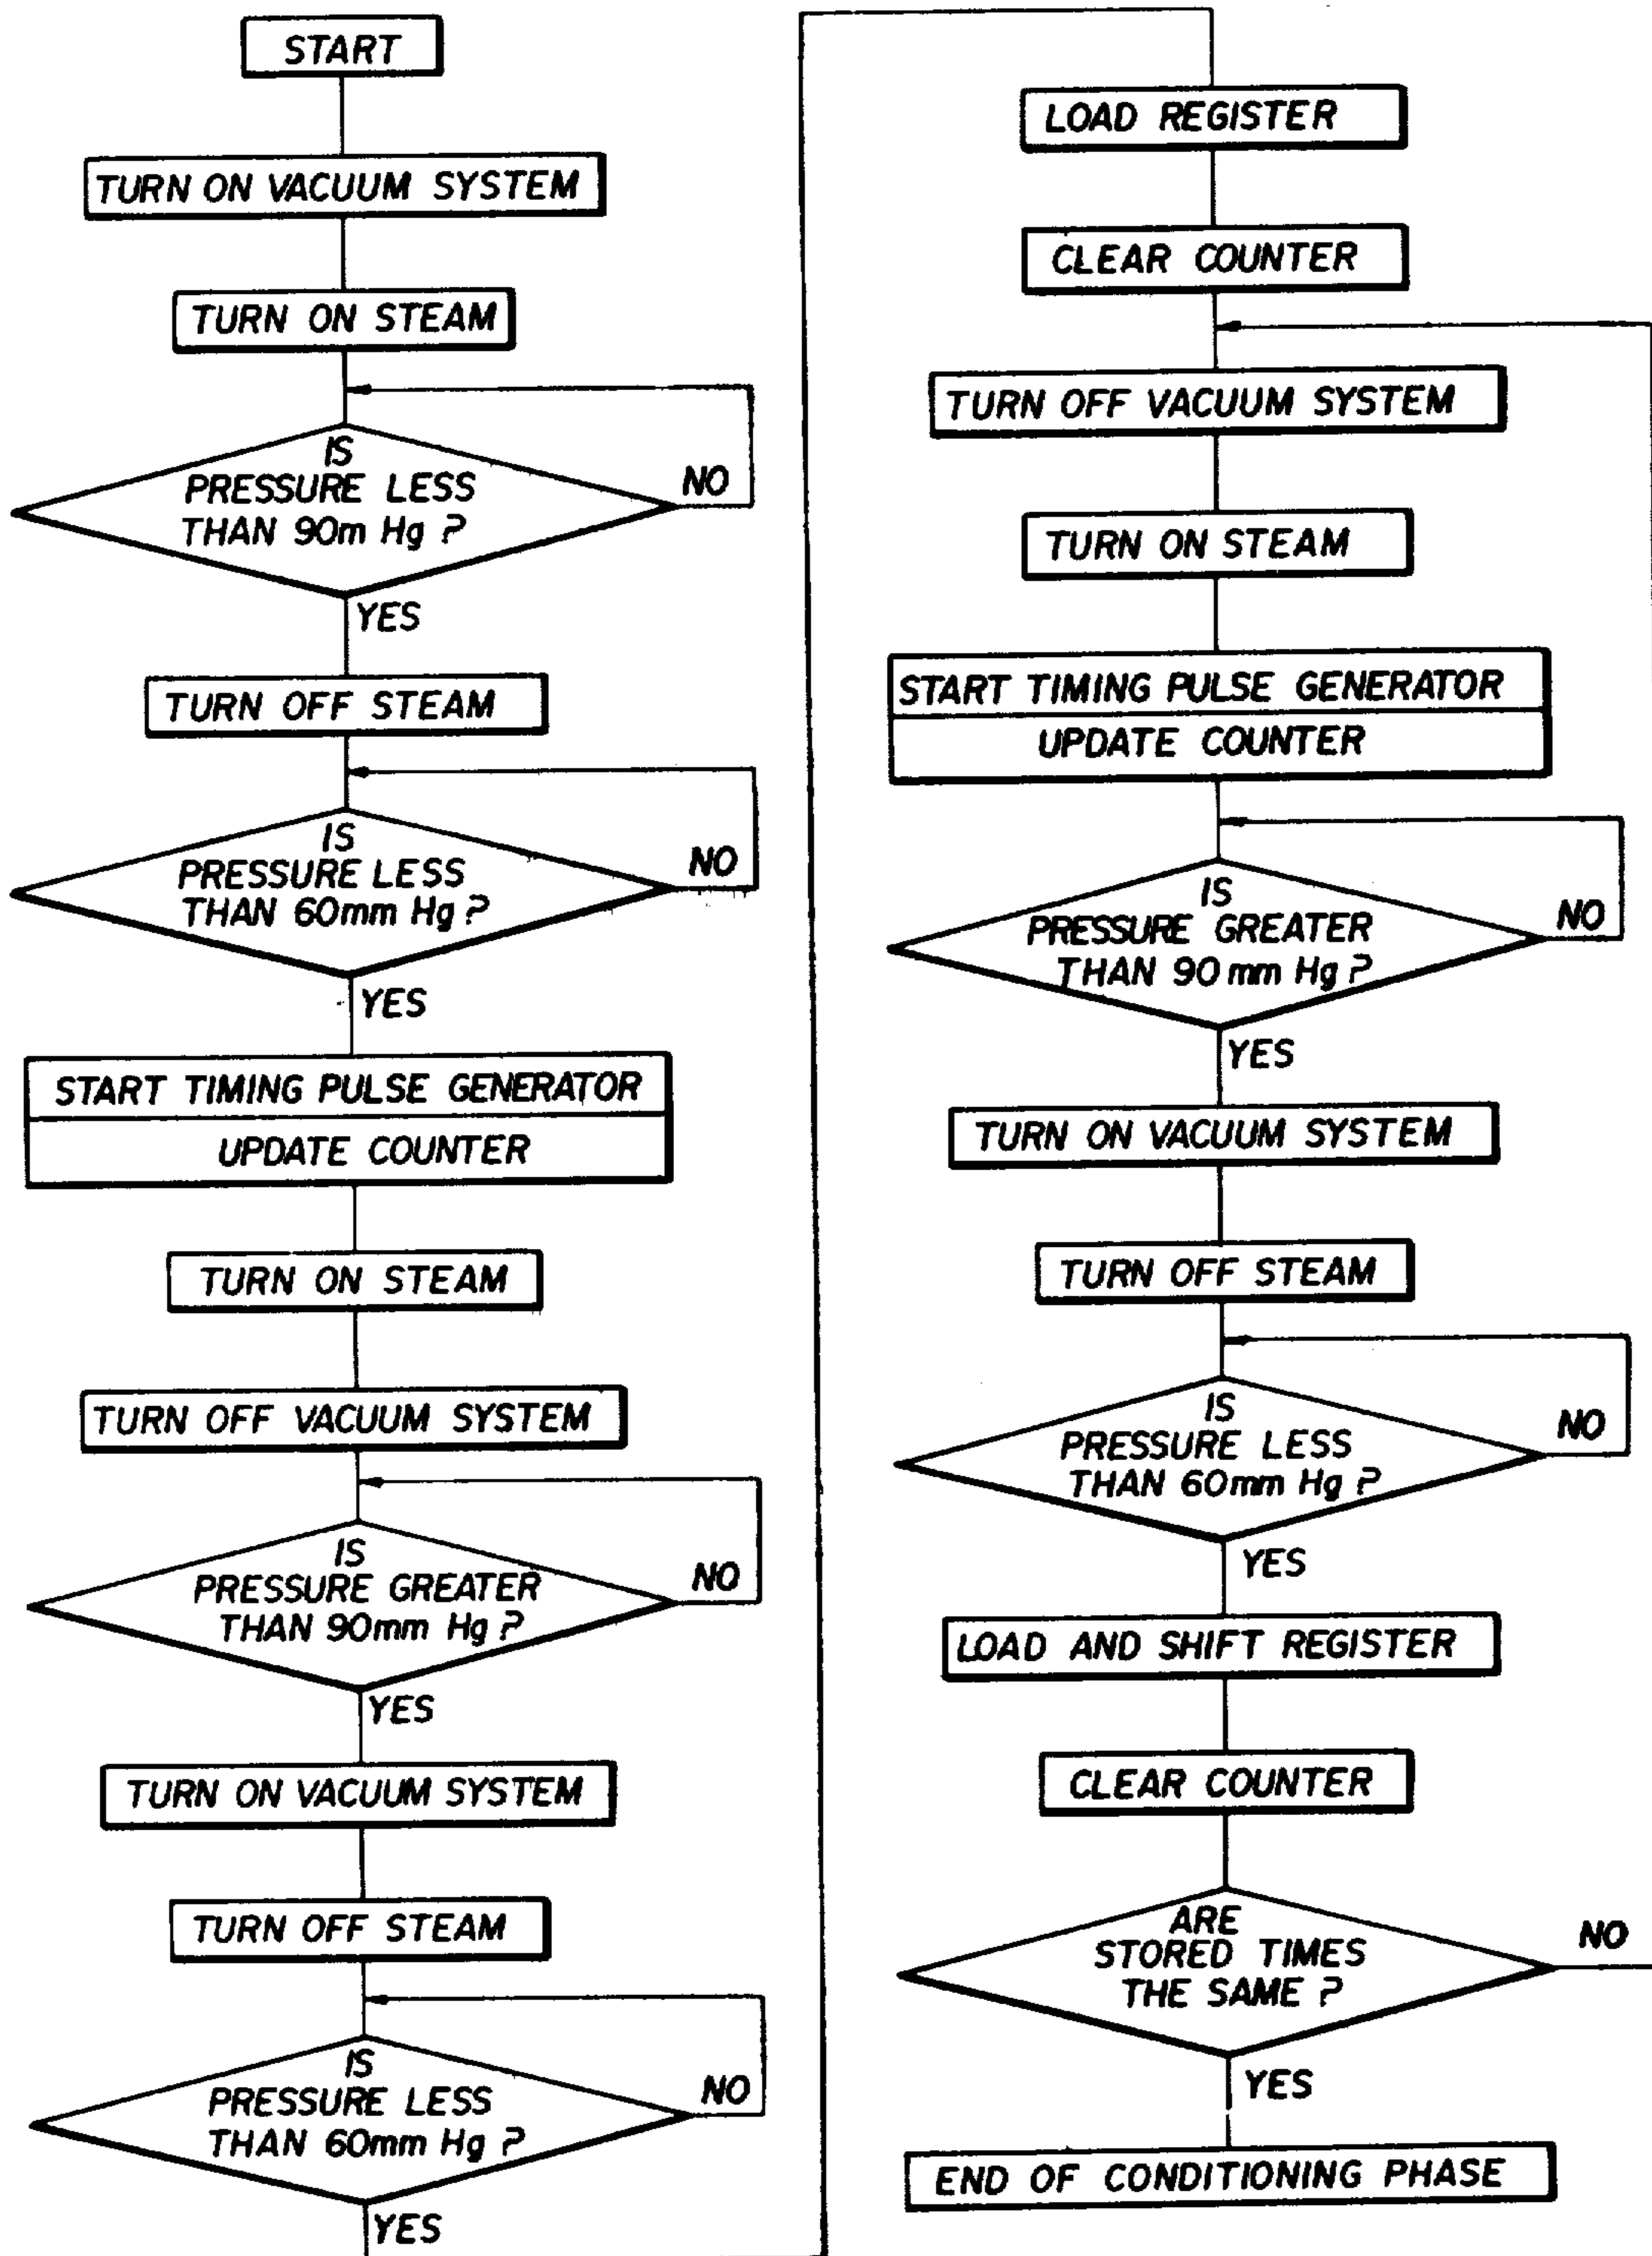 START
TURN ON VACUUM SYSTEM
TURN ON STEAM
IS
PRESSURE LESS
THAN 90m Hg ?
NO
YES
TURN OFF STEAM
IS
PRESSURE LESS
THAN 60mm Hg ?
NO
YES
START TIMING PULSE GENERATOR
UPDATE COUNTER
TURN ON STEAM
TURN OFF VACUUM SYSTEM
IS
PRESSURE GREATER
THAN 90mm Hg ?
NO
YES
TURN ON VACUUM SYSTEM
TURN OFF STEAM
IS
PRESSURE LESS
THAN 60mm Hg ?
NO
YES
LOAD REGISTER
CLEAR COUNTER
TURN OFF VACUUM SYSTEM
TURN ON STEAM
START TIMING PULSE GENERATOR
UPDATE COUNTER
IS
PRESSURE GREATER
THAN 90 mm Hg ?
NO
YES
TURN ON VACUUM SYSTEM
TURN OFF STEAM
IS
PRESSURE LESS
THAN 60mm Hg ?
NO
YES
LOAD AND SHIFT REGISTER
CLEAR COUNTER
ARE
STORED TIMES
THE SAME ?
NO
YES
END OF CONDITIONING PHASE